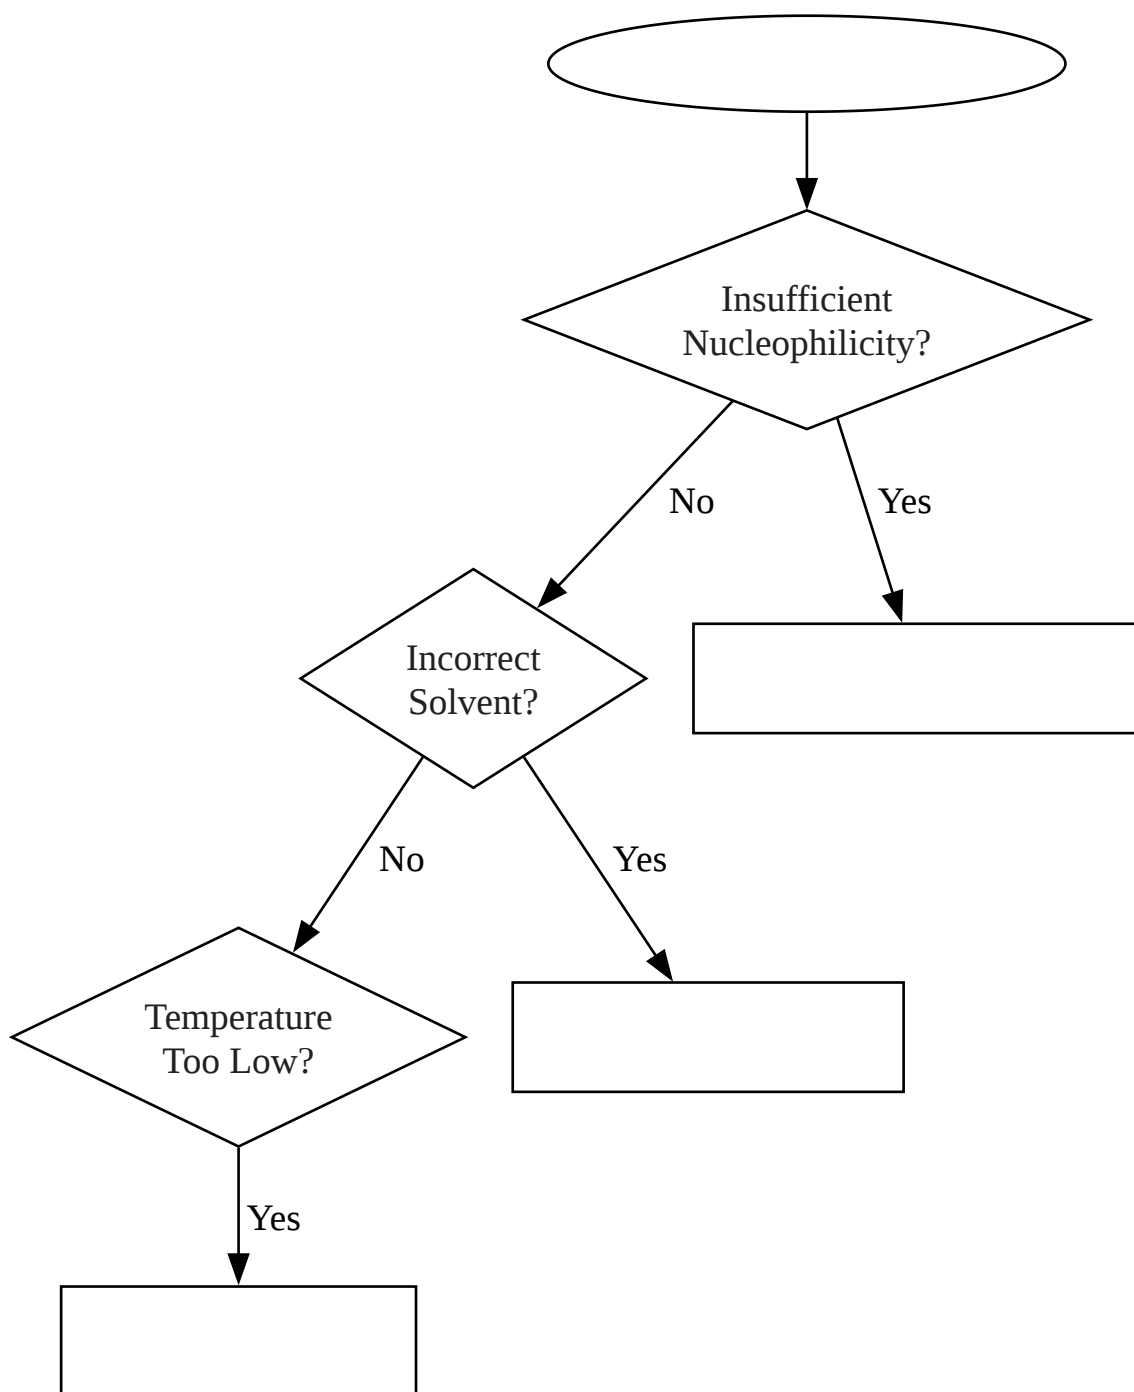 Insufficient
Nucleophilicity?
No
Yes
Incorrect
Solvent?
No
Yes
Temperature
Too Low?
Yes